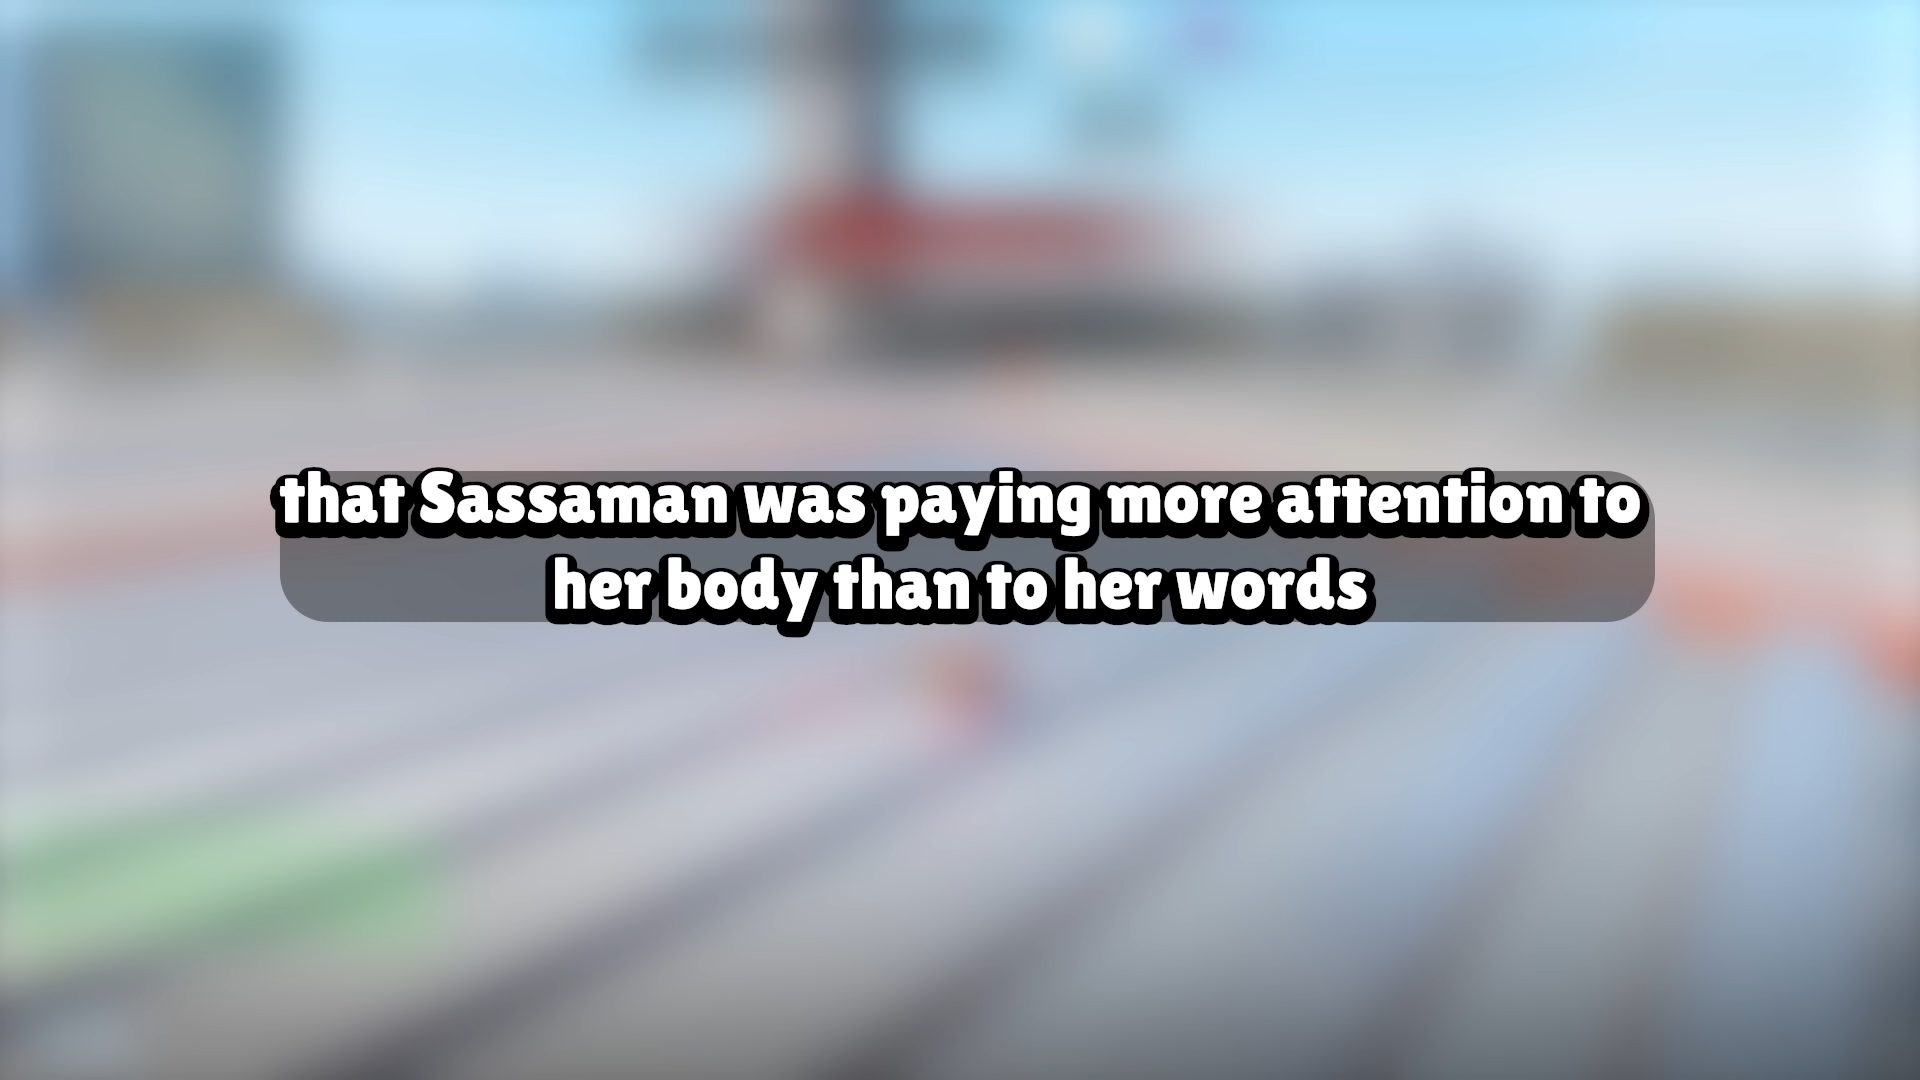 that Sassaman was paying more attention to
her body than to her words